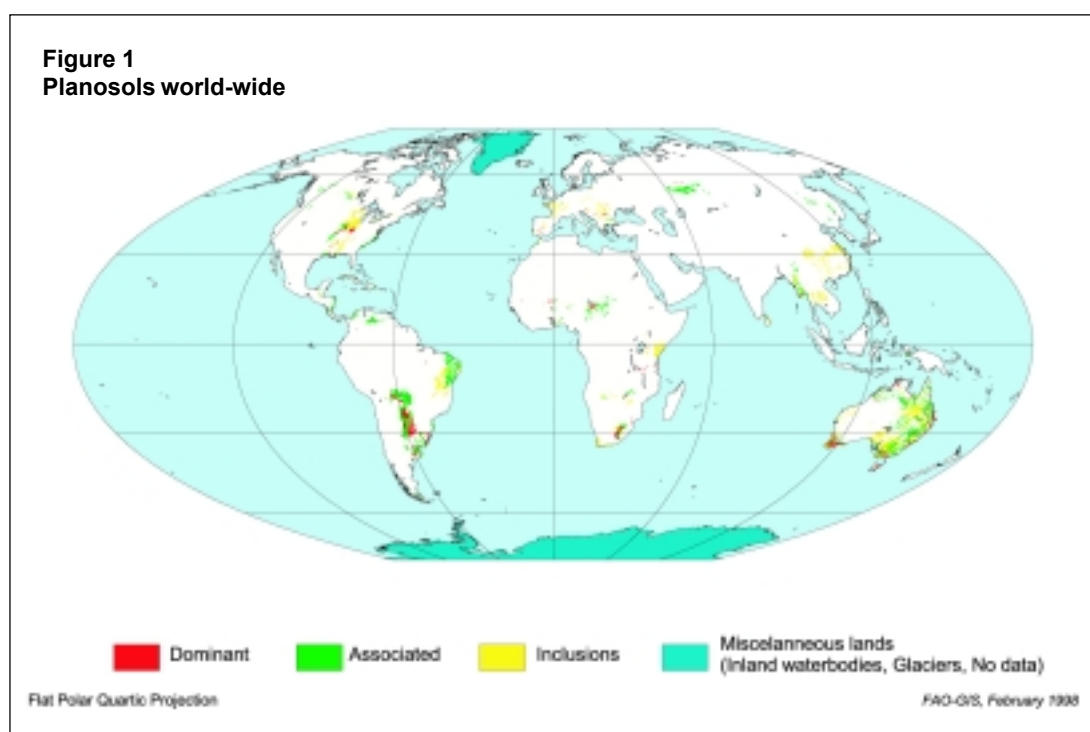 Figure 1
Planosols world-wide
Dominant
Associated
Inclusions
Miscelanneous lands
(Inland waterbodies, Glaciers, No data)
Flat Polar Quartic Projection
FAO-GIS, February 1998